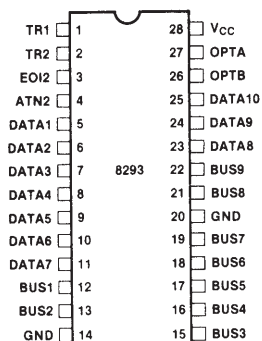 TR1 1 28 VCC
TR2 2 27 OPTA
EOI2 3 26 OPTB
ATN2 4 25 DATA10
DATA1 5 24 DATA9
DATA2 6 23 DATA8
DATA3 7 8293 22 BUS9
DATA4 8 21 BUS8
DATA5 9 20 GND
DATA6 10 19 BUS7
DATA7 11 18 BUS6
BUS1 12 17 BUS5
BUS2 13 16 BUS4
GND 14 15 BUS3